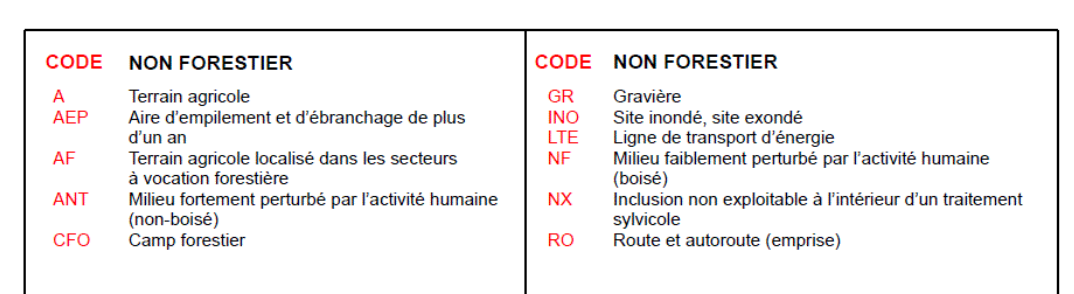 CODE NON FORESTIER
A Terrain agricole
AEP Aire d'empilement et d'ébranchage de plus
d'un an
AF Terrain agricole localisé dans les secteurs
à vocation forestière
ANT Milieu fortement perturbé par l'activité humaine
(non-boisé)
CFO Camp forestier
CODE NON FORESTIER
GR Gravière
INO Site inondé, site exondé
LTE Ligne de transport d'énergie
NF Milieu faiblement perturbé par l'activité humaine
(boisé)
NX Inclusion non exploitable à l'intérieur d'un traitement
sylvicole
RO Route et autoroute (emprise)